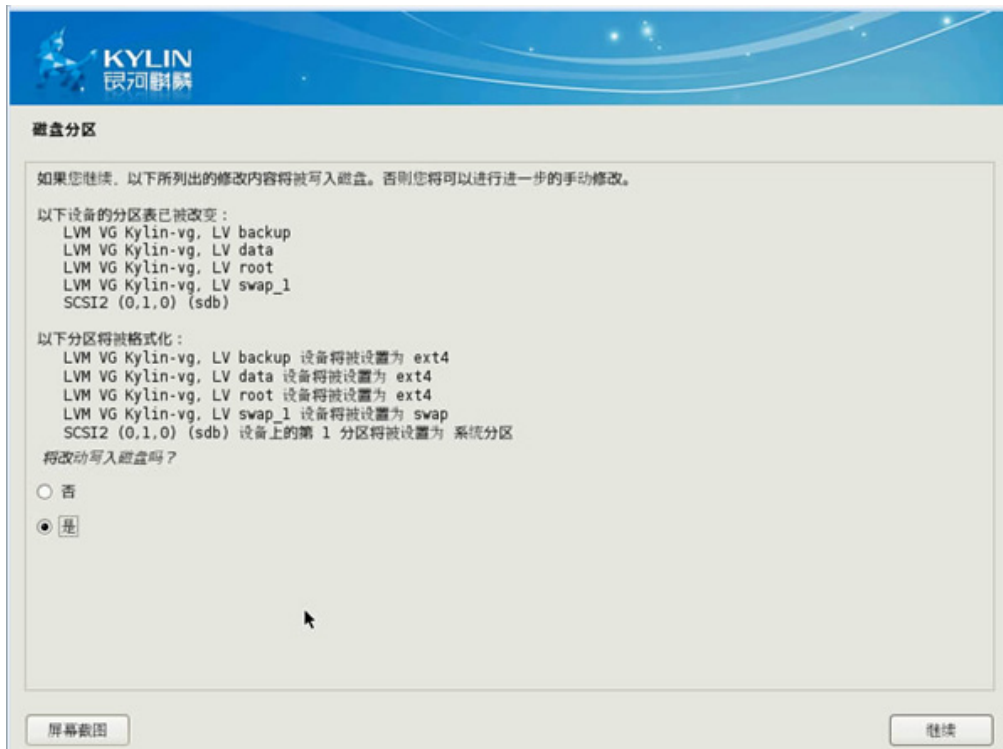 KYLIN
银河麒麟
磁盘分区
如果您继续，以下所列出的修改内容将被写入磁盘。否则您将可以进行进一步的手动修改。
以下设备的分区表已被改变：
LVM VG Kylin-vg, LV backup
LVM VG Kylin-vg, LV data
LVM VG Kylin-vg, LV root
LVM VG Kylin-vg, LV swap_1
SCSI2 (0,1,0) (sdb)
以下分区将被格式化：
LVM VG Kylin-vg, LV backup 设备将被设置为 ext4
LVM VG Kylin-vg, LV data 设备将被设置为 ext4
LVM VG Kylin-vg, LV root 设备将被设置为 ext4
LVM VG Kylin-vg, LV swap_1 设备将被设置为 swap
SCSI2 (0,1,0) (sdb) 设备上的第 1 分区将被设置为 系统分区
将改动写入磁盘吗？
否
是
屏幕截图
继续